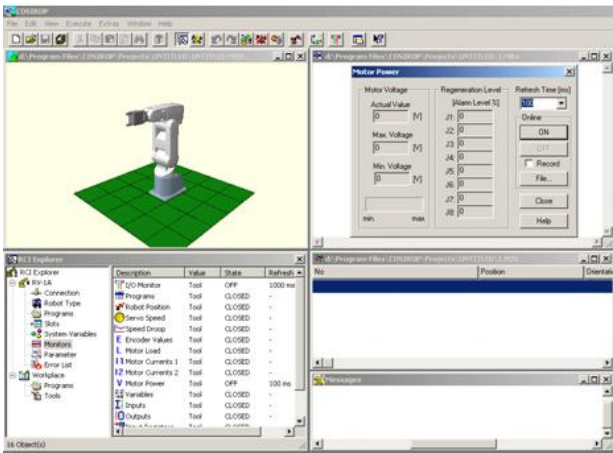 COSIROP
File Edit View Execute Extras Window Help
d:\Program Files\COSIROP\Projects\UNTITLED\
Motor Power
Motor Voltage
Actual Value
0 [V]
Max. Voltage
0 [V]
Min. Voltage
0 [V]
min. max.
Regeneration Level
[Alarm Level %]
J1: 0
J2: 0
J3: 0
J4: 0
J5: 0
J6: 0
J7: 0
J8: 0
Refresh Time [ms]
100
Online
ON
OFF
Record
File...
Close
Help
RCI Explorer
RCI Explorer
RV-1A
Connection
Robot Type
Programs
Slots
System Variables
Monitors
Parameter
Error List
Workplace
Programs
Tools
Description Value State Refresh
I/O Monitor Tool OFF 1000 ms
Programs Tool CLOSED -
Robot Position Tool CLOSED -
Servo Speed Tool CLOSED -
Speed Droop Tool CLOSED -
Encoder Values Tool CLOSED -
Motor Load Tool CLOSED -
Motor Currents 1 Tool CLOSED -
Motor Currents 2 Tool CLOSED -
Motor Power Tool OFF 100 ms
Variables Tool CLOSED -
Inputs Tool CLOSED -
Outputs Tool CLOSED -
16 Object(s)
No Position Orientati
Messages